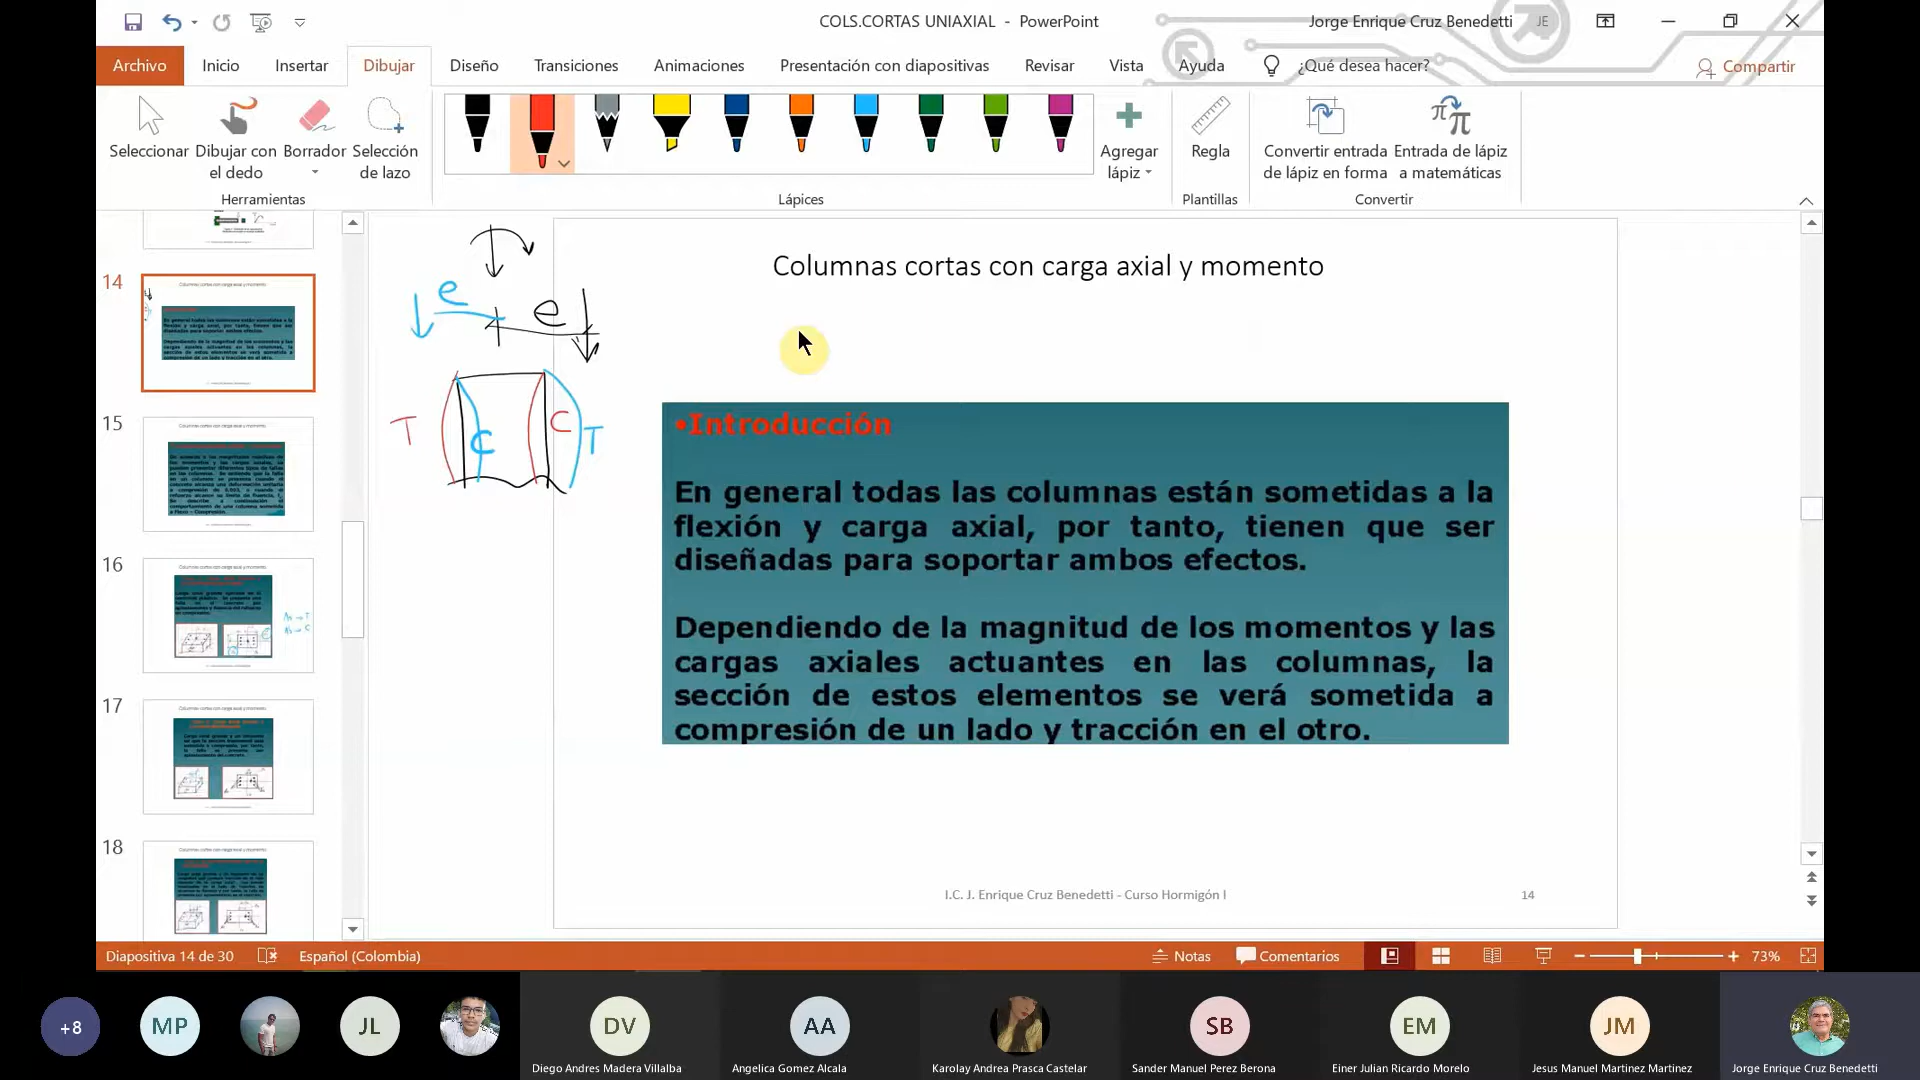 COLS.CORTAS UNIAXIAL - PowerPoint
Jorge Enrique Cruz Benedetti
JE
Archivo
Inicio
Insertar
Dibujar
Diseño
Transiciones
Animaciones
Presentación con diapositivas
Revisar
Vista
Ayuda
¿Qué desea hacer?
Compartir
Seleccionar
Dibujar con
el dedo
Borrador
Selección
de lazo
Herramientas
Lápices
Agregar
lápiz
Regla
Plantillas
Convertir entrada
de lápiz en forma
Entrada de lápiz
a matemáticas
Convertir
14
15
16
17
18
e
e
T
C
C
T
Columnas cortas con carga axial y momento
•Introducción
En general todas las columnas están sometidas a la
flexión y carga axial, por tanto, tienen que ser
diseñadas para soportar ambos efectos.
Dependiendo de la magnitud de los momentos y las
cargas axiales actuantes en las columnas, la
sección de estos elementos se verá sometida a
compresión de un lado y tracción en el otro.
I.C. J. Enrique Cruz Benedetti - Curso Hormigón I
14
Diapositiva 14 de 30
Español (Colombia)
Notas
Comentarios
73%
+8
MP
JL
DV
AA
SB
EM
JM
Diego Andres Madera Villalba
Angelica Gomez Alcala
Karolay Andrea Prasca Castelar
Sander Manuel Perez Berona
Einer Julian Ricardo Morelo
Jesus Manuel Martinez Martinez
Jorge Enrique Cruz Benedetti